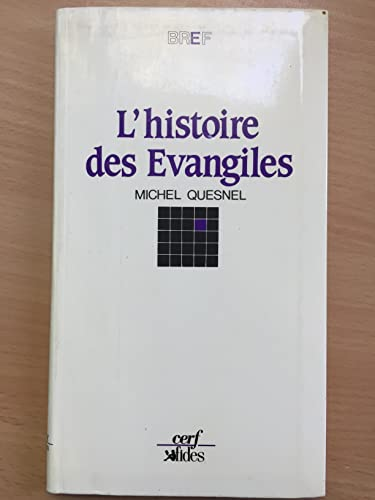 BREF
L'histoire
des Evangiles
MICHEL QUESNEL
cerf
fides